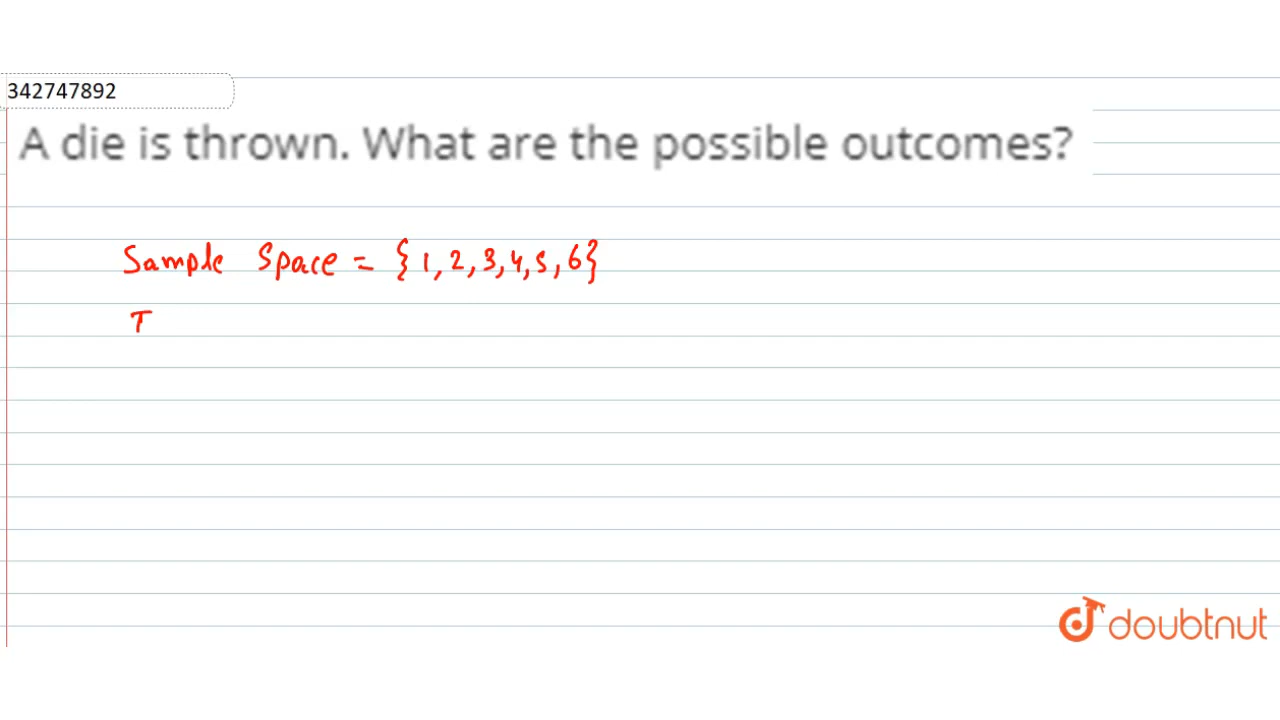 342747892
A die is thrown. What are the possible outcomes?
Sample Space = {1,2,3,4,5,6}
T
doubtnut